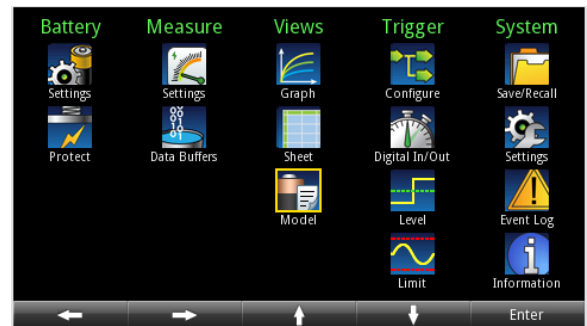 Battery Measure Views Trigger System
Settings Settings Graph Configure Save/Recall
Protect Data Buffers Sheet Digital In/Out Settings
Model Level Event Log
Limit Information
Enter